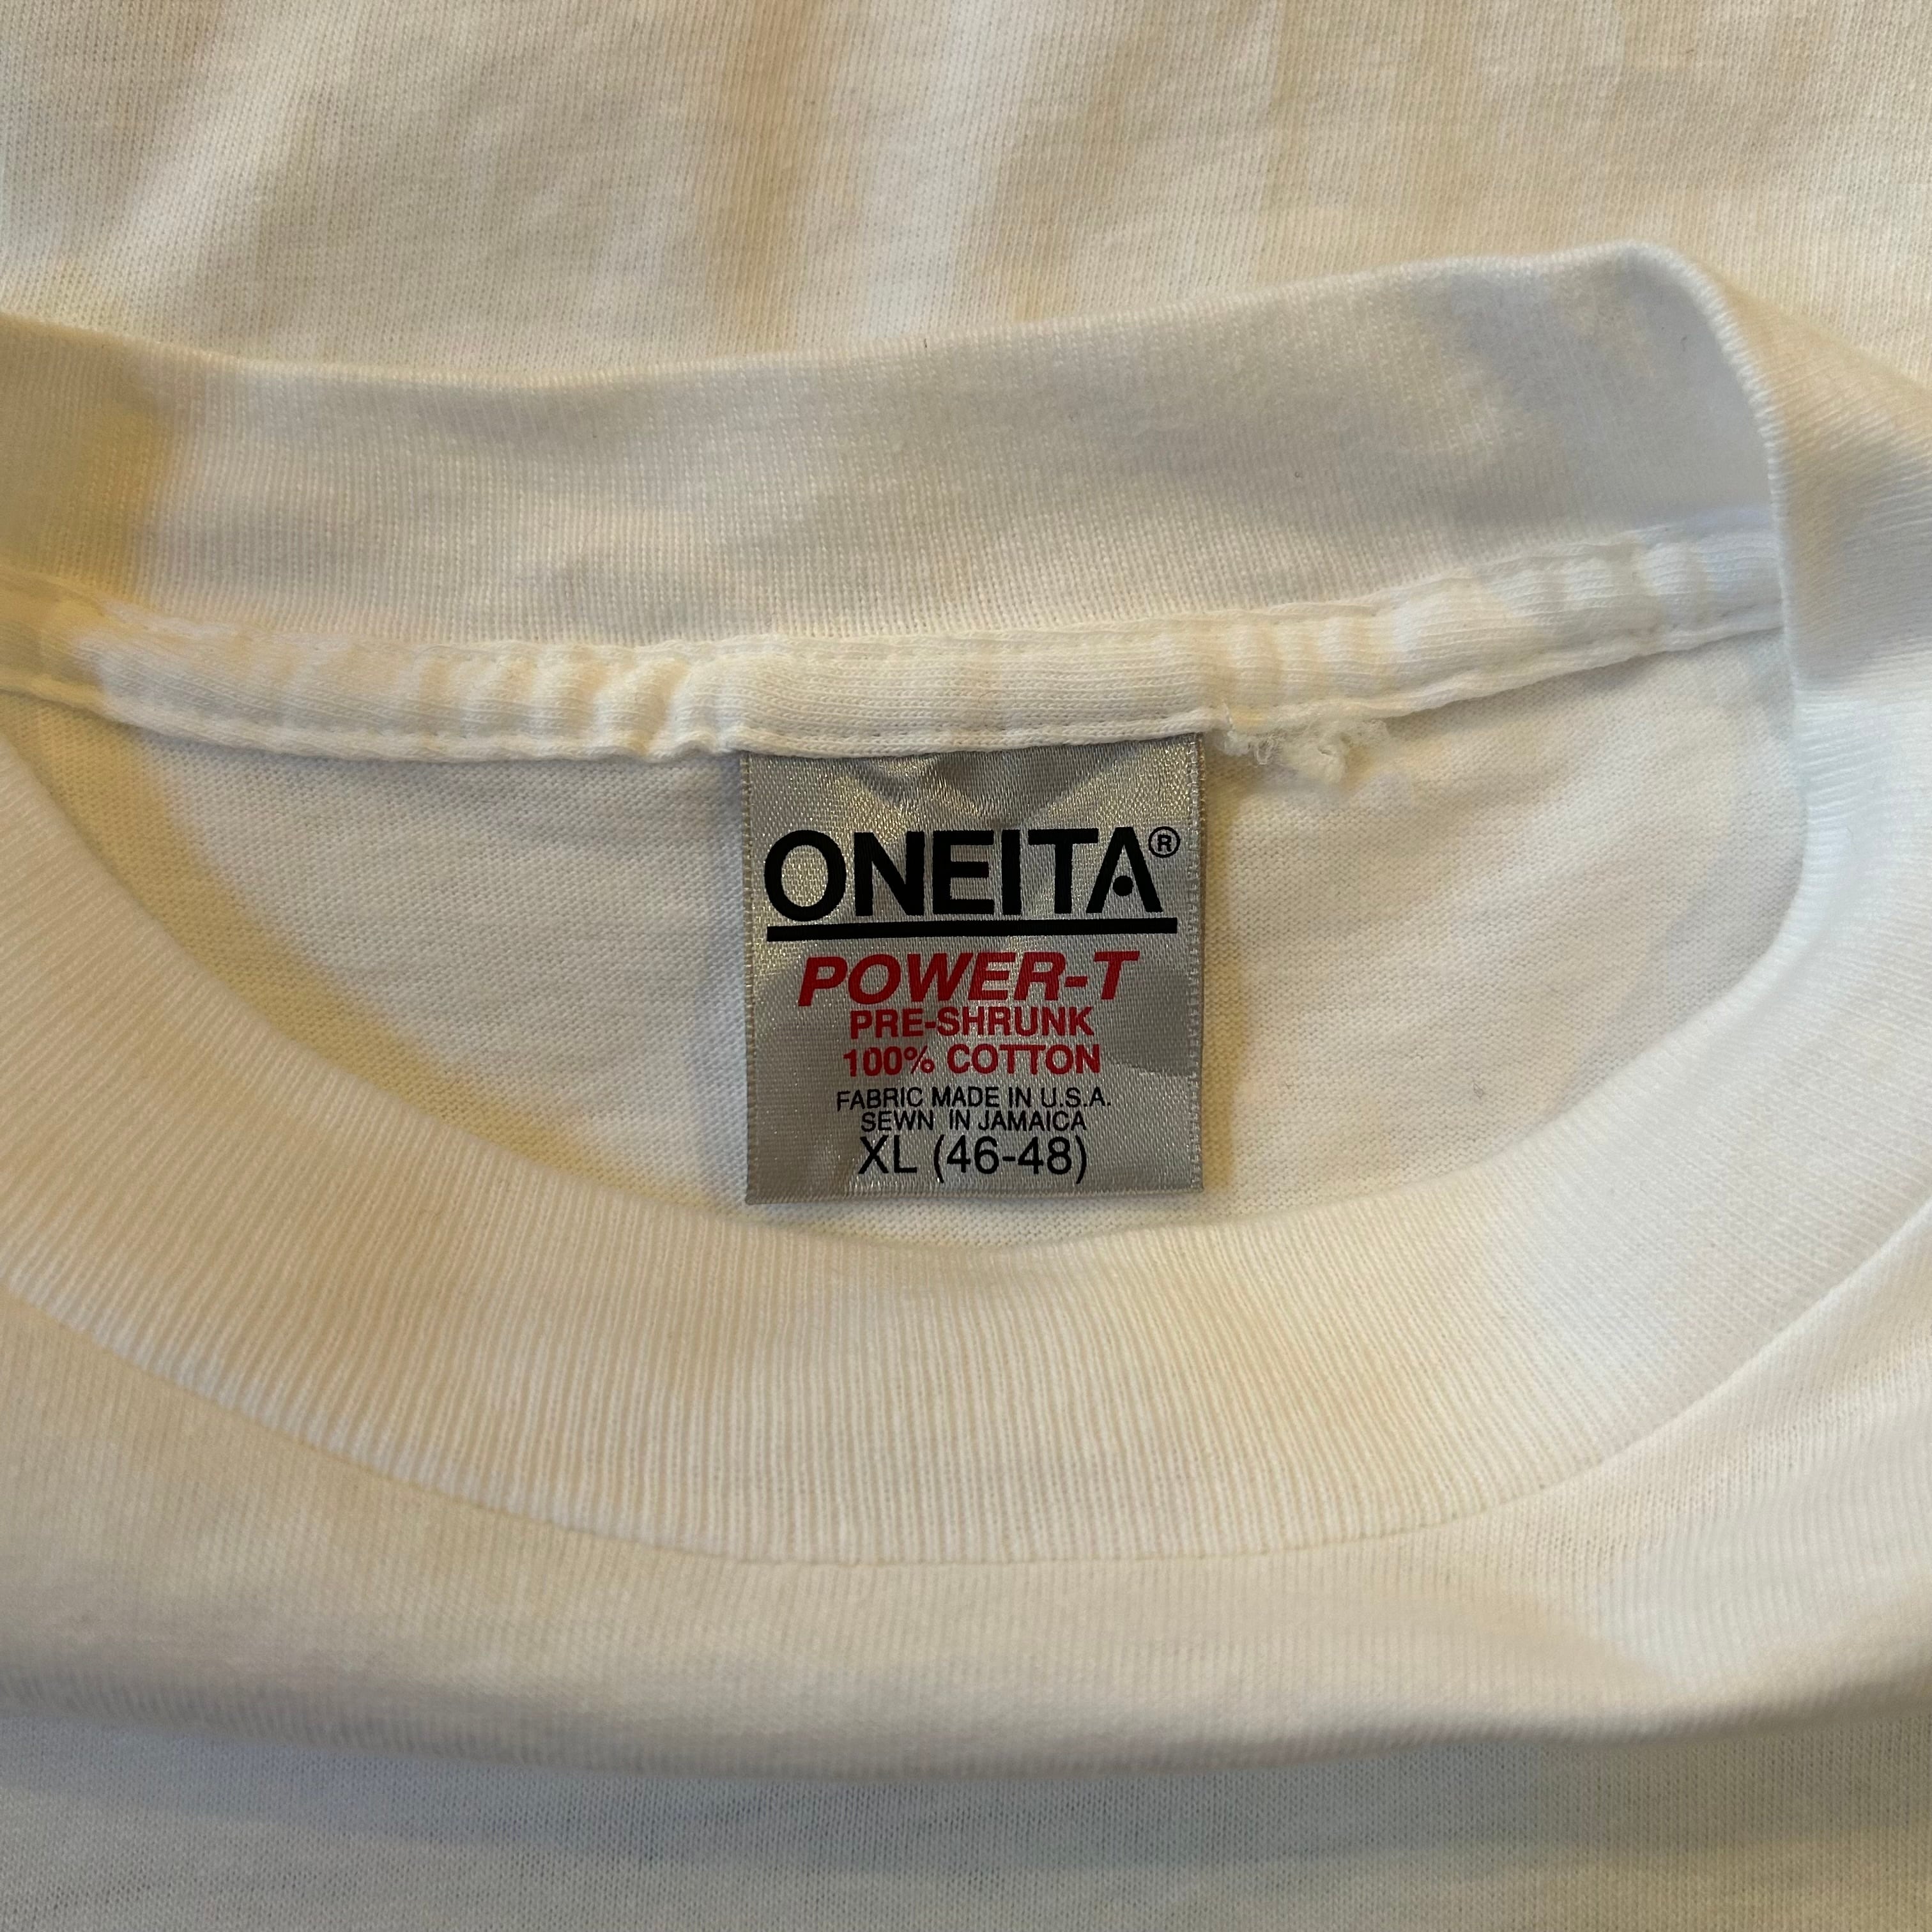 ONEITA®
POWER-T
PRE-SHRUNK
100% COTTON
FABRIC MADE IN U.S.A.
SEWN IN JAMAICA
XL (46-48)